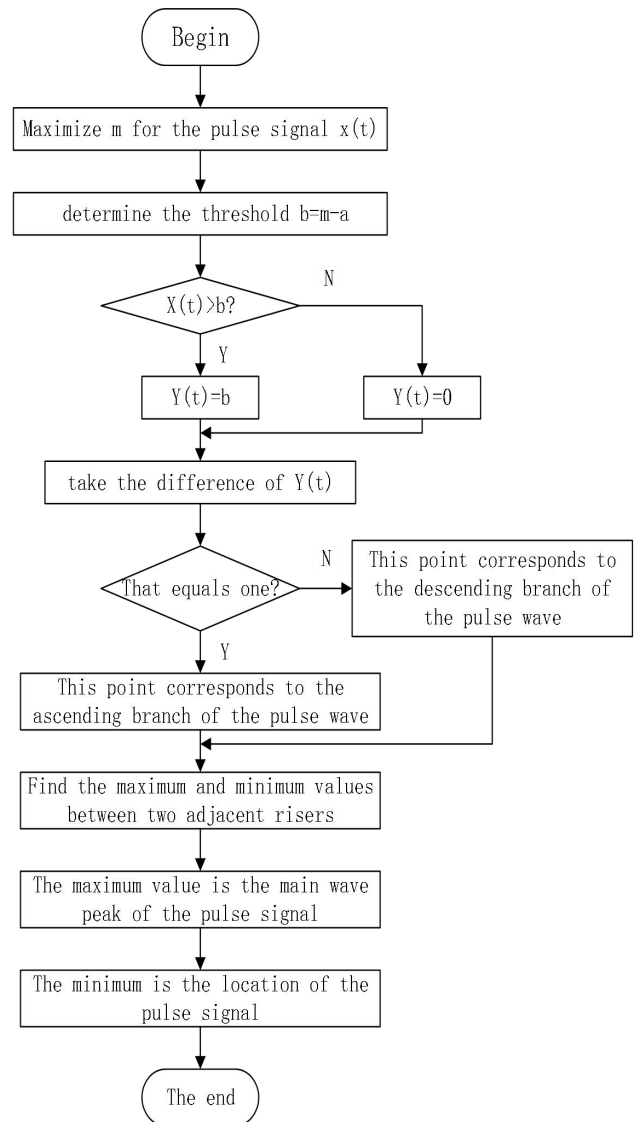 Begin
Maximize m for the pulse signal x(t)
determine the threshold b=m-a
N
X(t)>b?
Y
Y(t)=b
Y(t)=0
take the difference of Y(t)
N
That equals one?
This point corresponds to
the descending branch of
the pulse wave
Y
This point corresponds to the
ascending branch of the pulse wave
Find the maximum and minimum values
between two adjacent risers
The maximum value is the main wave
peak of the pulse signal
The minimum is the location of the
pulse signal
The end